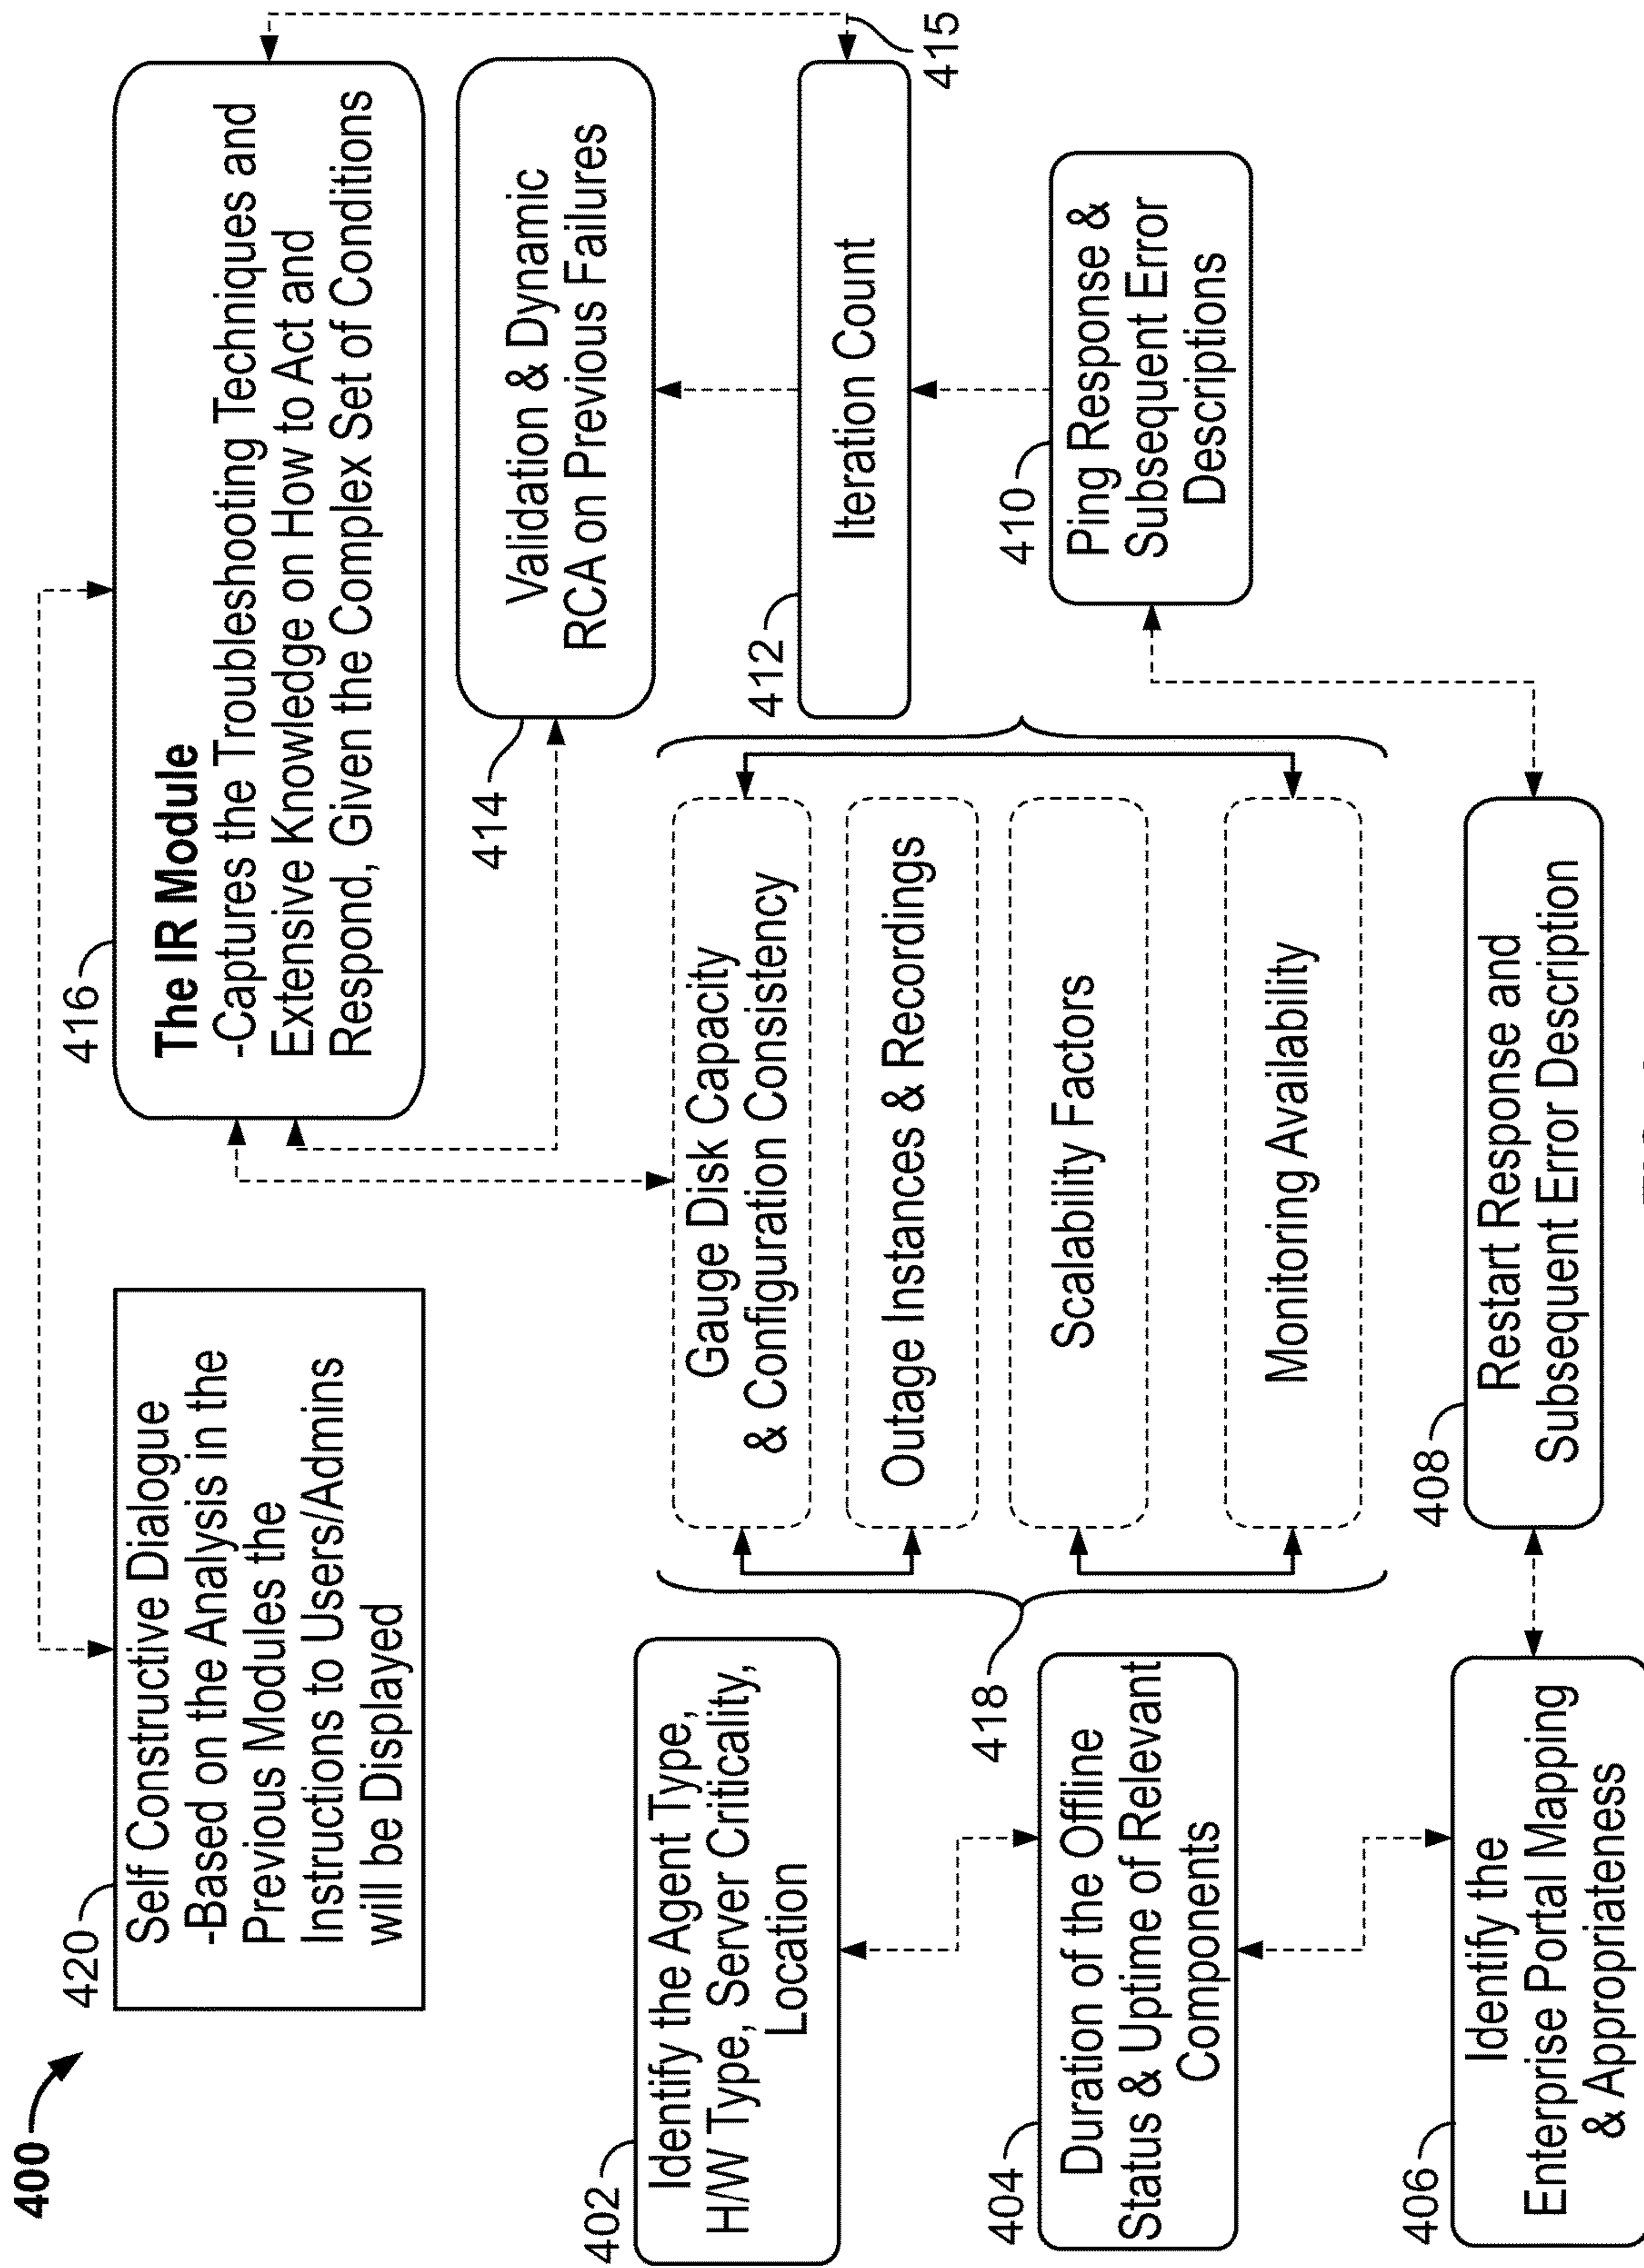 400
420
Self Constructive Dialogue
-Based on the Analysis in the
Previous Modules the
Instructions to Users/Admins
will be Displayed
416
The IR Module
-Captures the Troubleshooting Techniques and
Extensive Knowledge on How to Act and
Respond, Given the Complex Set of Conditions
402
Identify the Agent Type,
H/W Type, Server Criticality,
Location
404
Duration of the Offline
Status & Uptime of Relevant
Components
406
Identify the
Enterprise Portal Mapping
& Appropriateness
418
Gauge Disk Capacity
& Configuration Consistency
Outage Instances & Recordings
Scalability Factors
Monitoring Availability
408
Restart Response and
Subsequent Error Description
414
Validation & Dynamic
RCA on Previous Failures
412
Iteration Count
415
410
Ping Response &
Subsequent Error
Descriptions